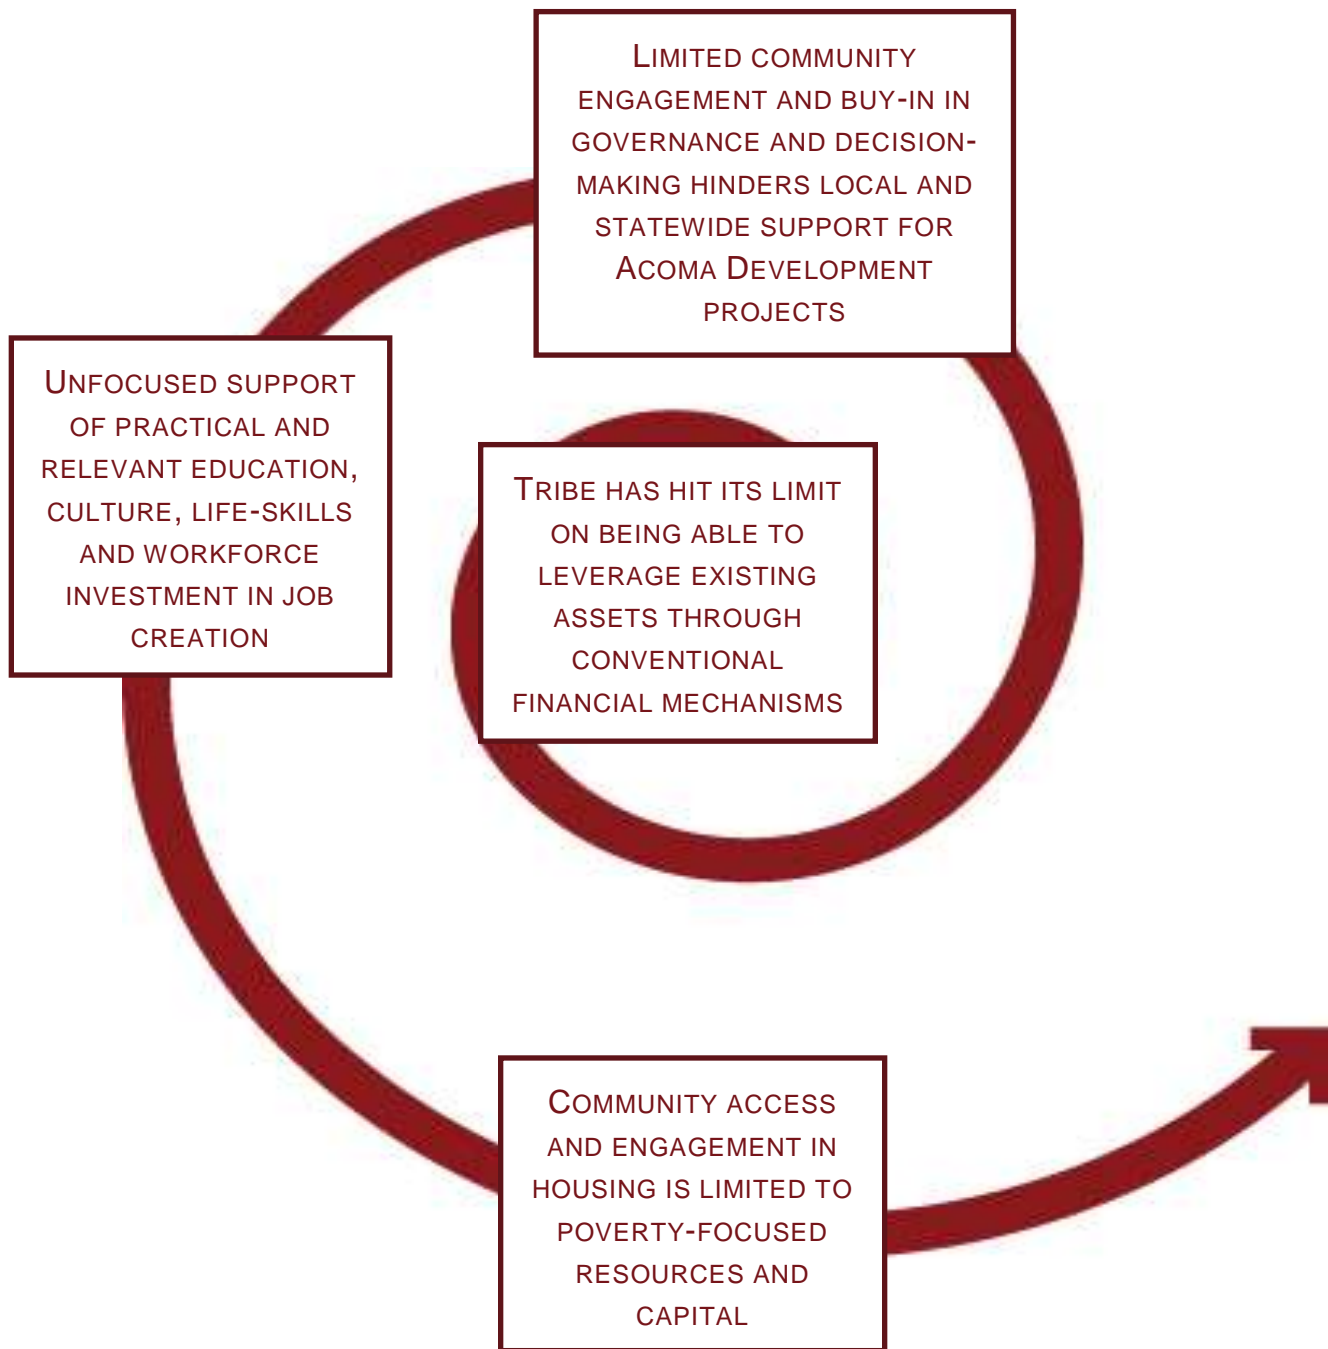 LIMITED COMMUNITY
ENGAGEMENT AND BUY-IN IN
GOVERNANCE AND DECISION-
MAKING HINDERS LOCAL AND
STATEWIDE SUPPORT FOR
ACOMA DEVELOPMENT
PROJECTS
UNFOCUSED SUPPORT
OF PRACTICAL AND
RELEVANT EDUCATION,
CULTURE, LIFE-SKILLS
AND WORKFORCE
INVESTMENT IN JOB
CREATION
TRIBE HAS HIT ITS LIMIT
ON BEING ABLE TO
LEVERAGE EXISTING
ASSETS THROUGH
CONVENTIONAL
FINANCIAL MECHANISMS
COMMUNITY ACCESS
AND ENGAGEMENT IN
HOUSING IS LIMITED TO
POVERTY-FOCUSED
RESOURCES AND
CAPITAL